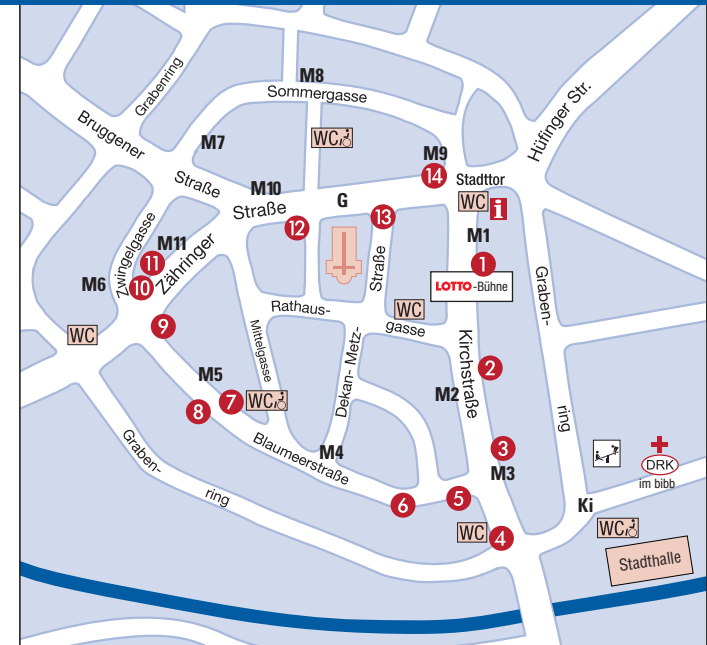 Grabenring
M8
Sommergasse
Hüfinger Str.
Bruggener
Straße
M7
WC
M9
14
Stadttor
WC
i
M10
Straße
G
13
12
M1
1
LOTTO-Bühne
Zwingelgasse
M11
11
10
Zähringer
M6
Straße
Graben-
ring
Rathaus-
gasse
WC
WC
9
Mittelgasse
Dekan-Metz-
Kirchstraße
2
M5
M2
7
WC
8
Blaumeerstraße
M4
3
M3
DRK
im bibb
Graben-
ring
6
5
Ki
WC
4
WC
Stadthalle